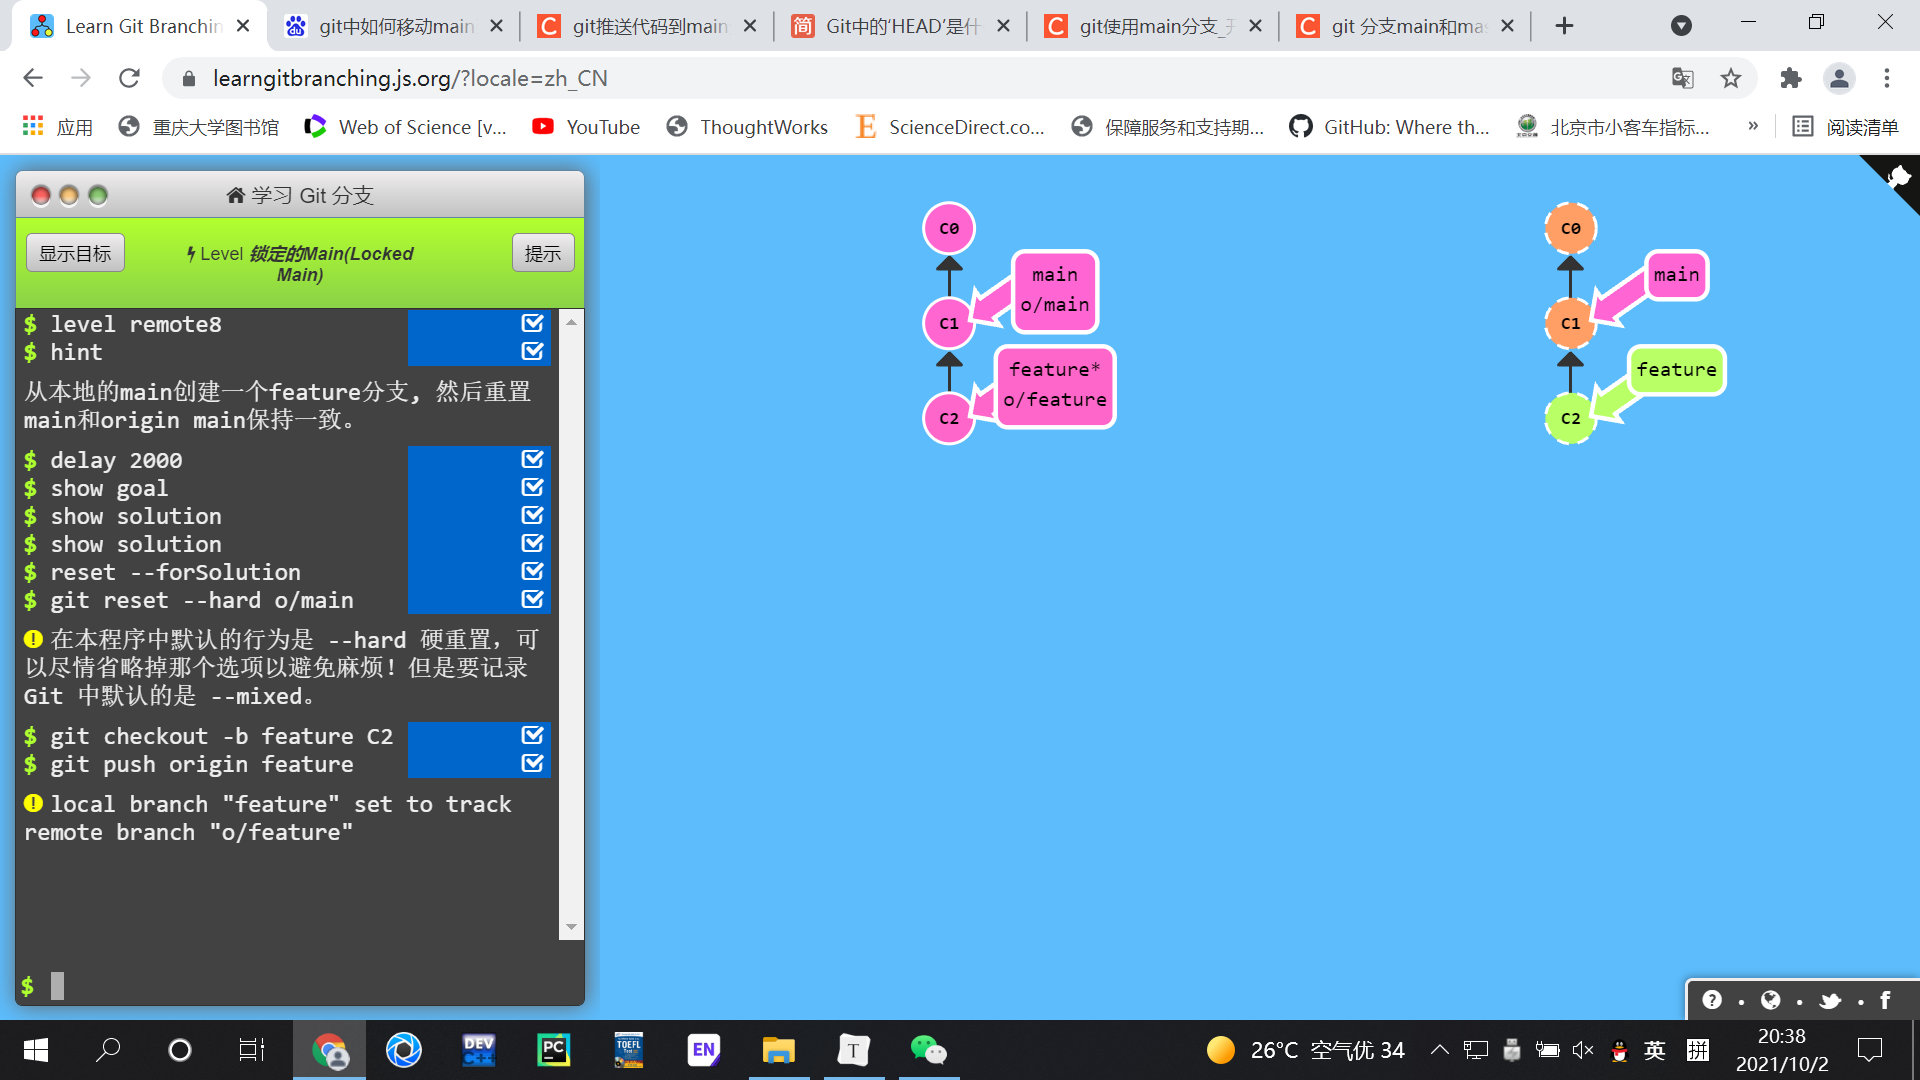 Learn Git Branchin
git中如何移动main
git推送代码到main
Git中的‘HEAD’是什
git使用main分支_
git 分支main和mas
learngitbranching.js.org/?locale=zh_CN
应用
重庆大学图书馆
Web of Science [v...
YouTube
ThoughtWorks
ScienceDirect.co...
保障服务和支持期...
GitHub: Where th...
北京市小客车指标...
»
阅读清单
学习 Git 分支
显示目标
Level 锁定的Main(Locked
Main)
提示
$ level remote8
$ hint
从本地的main创建一个feature分支, 然后重置
main和origin main保持一致。
$ delay 2000
$ show goal
$ show solution
$ show solution
$ reset --forSolution
$ git reset --hard o/main
在本程序中默认的行为是 --hard 硬重置，可
以尽情省略掉那个选项以避免麻烦！但是要记录
Git 中默认的是 --mixed。
$ git checkout -b feature C2
$ git push origin feature
local branch "feature" set to track
remote branch "o/feature"
$
C0
main
o/main
C1
feature*
o/feature
C2
C0
main
C1
feature
C2
DEV
C++
PC
TOEFL
EN
T
26°C 空气优 34
英
拼
20:38
2021/10/2